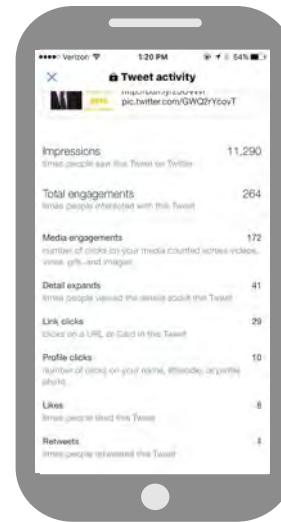 Verizon 1:20 PM 54%
Tweet activity
pic.twitter.com/GWQ2rYcovT
Impressions 11,290
times people saw this Tweet on Twitter
Total engagements 264
times people interacted with this Tweet
Media engagements 172
number of clicks on your media counted across videos,
vines, gifs, and images
Detail expands 41
times people viewed the details about this Tweet
Link clicks 29
clicks on a URL or Card in this Tweet
Profile clicks 10
number of clicks on your name, @handle, or profile
photo
Likes 8
times people liked this Tweet
Retweets
times people retweeted this Tweet